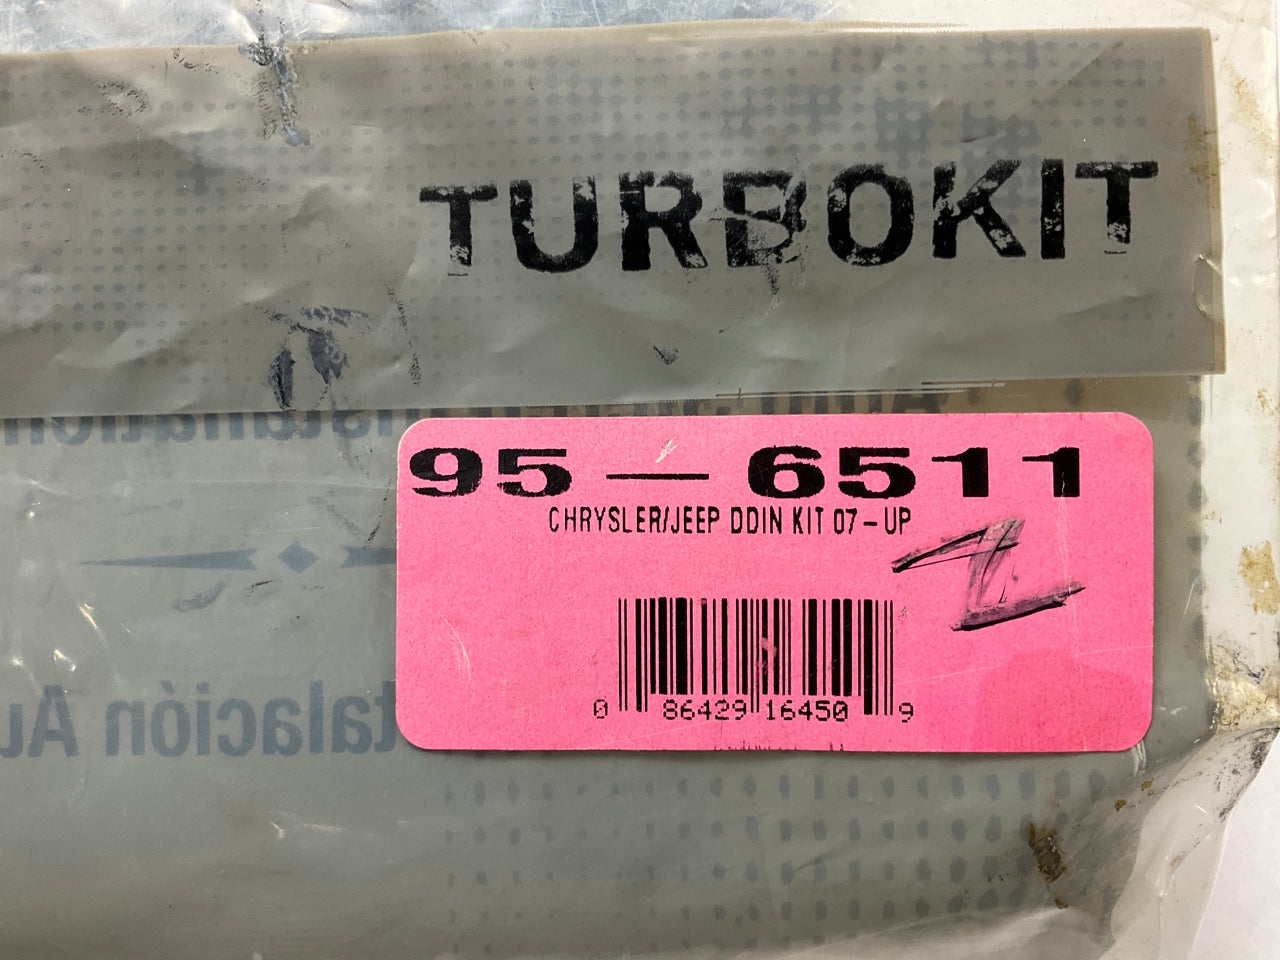 TURBOKIT
95-6511
CHRYSLER/JEEP DDIN KIT 07-UP
Z
0 86429 16450 9
talación Au